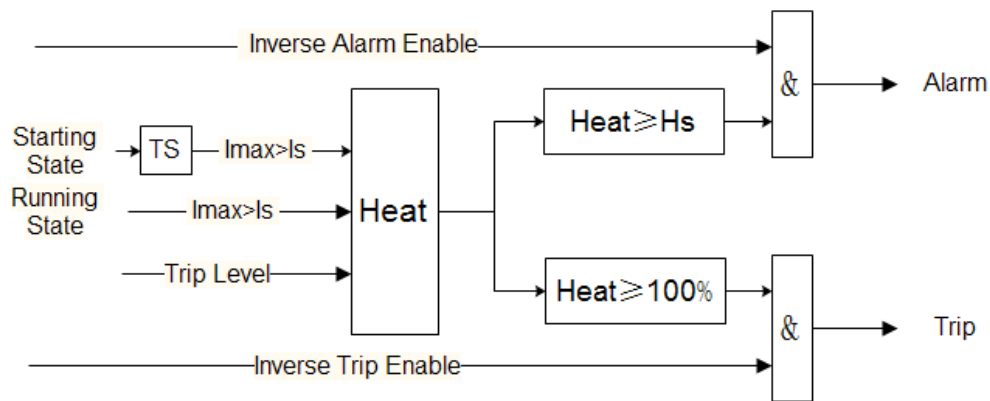 Inverse Alarm Enable
&
Alarm
Starting
State
TS
Imax>Is
Heat≥Hs
Running
State
Imax>Is
Heat
Trip Level
Heat≥100%
&
Trip
Inverse Trip Enable